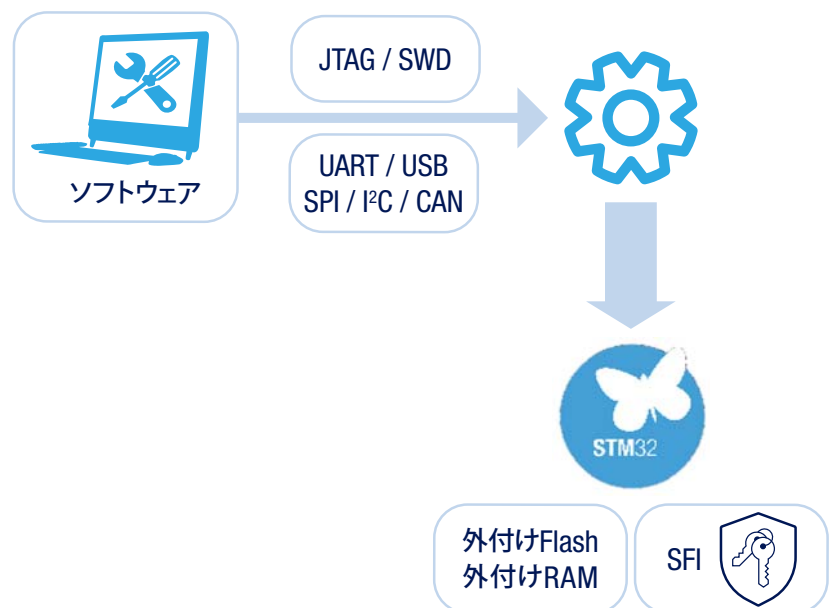 JTAG / SWD
ソフトウェア
UART / USB
SPI / I²C / CAN
STM32
外付けFlash
外付けRAM
SFI